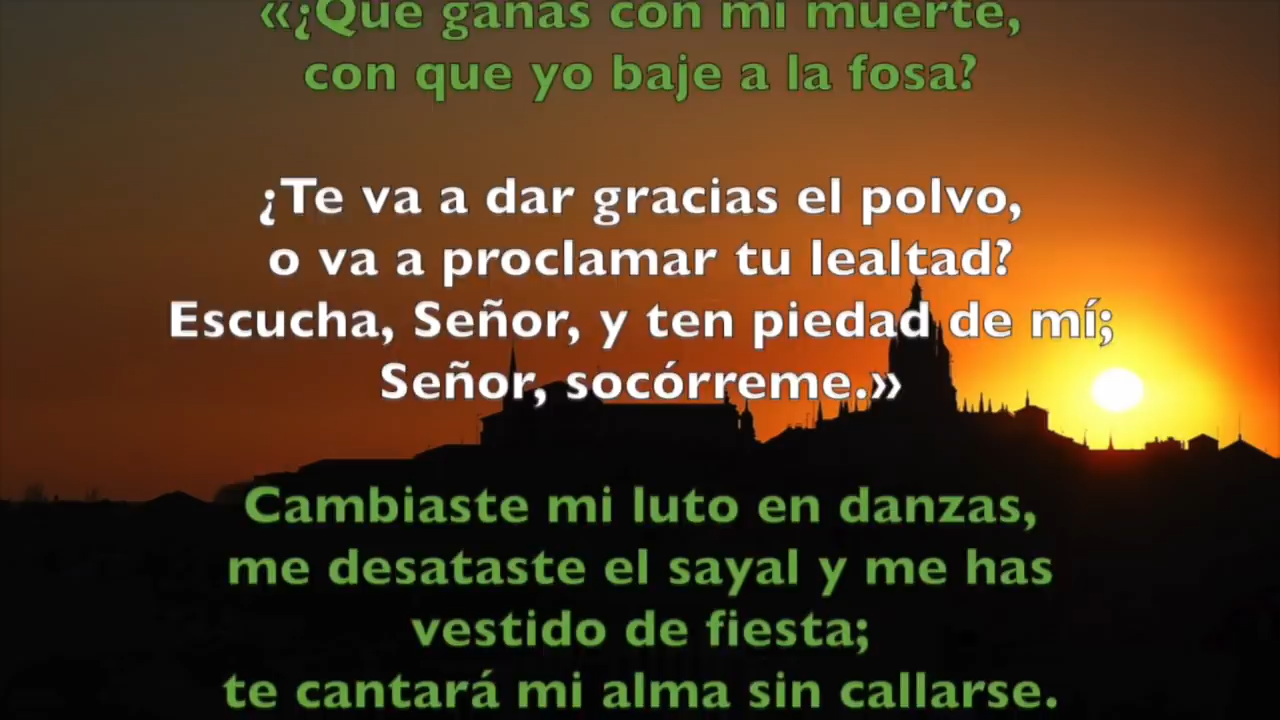 «¿Qué ganas con mi muerte,
con que yo baje a la fosa?
¿Te va a dar gracias el polvo,
o va a proclamar tu lealtad?
Escucha, Señor, y ten piedad de mí;
Señor, socórreme.»
Cambiaste mi luto en danzas,
me desataste el sayal y me has
vestido de fiesta;
te cantará mi alma sin callarse.